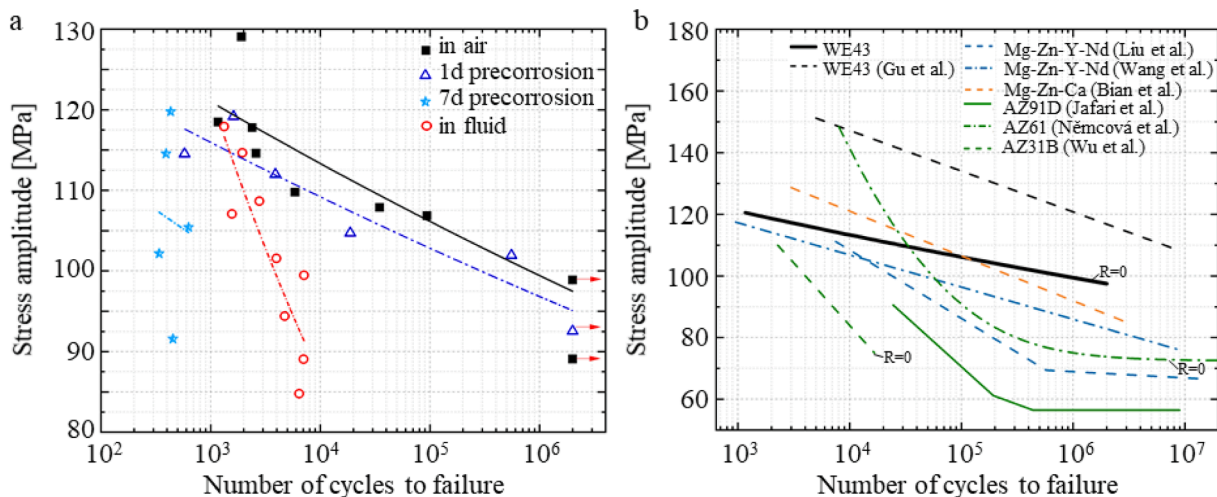 a
130
120
110
100
90
80
Stress amplitude [MPa]
10² 10³ 10⁴ 10⁵ 10⁶
Number of cycles to failure
in air
1d precorrosion
7d precorrosion
in fluid
b
180
160
140
120
100
80
60
Stress amplitude [MPa]
10³ 10⁴ 10⁵ 10⁶ 10⁷
Number of cycles to failure
WE43
WE43 (Gu et al.)
Mg-Zn-Y-Nd (Liu et al.)
Mg-Zn-Y-Nd (Wang et al.)
Mg-Zn-Ca (Bian et al.)
AZ91D (Jafari et al.)
AZ61 (Němcová et al.)
AZ31B (Wu et al.)
R=0
R=0
R=0